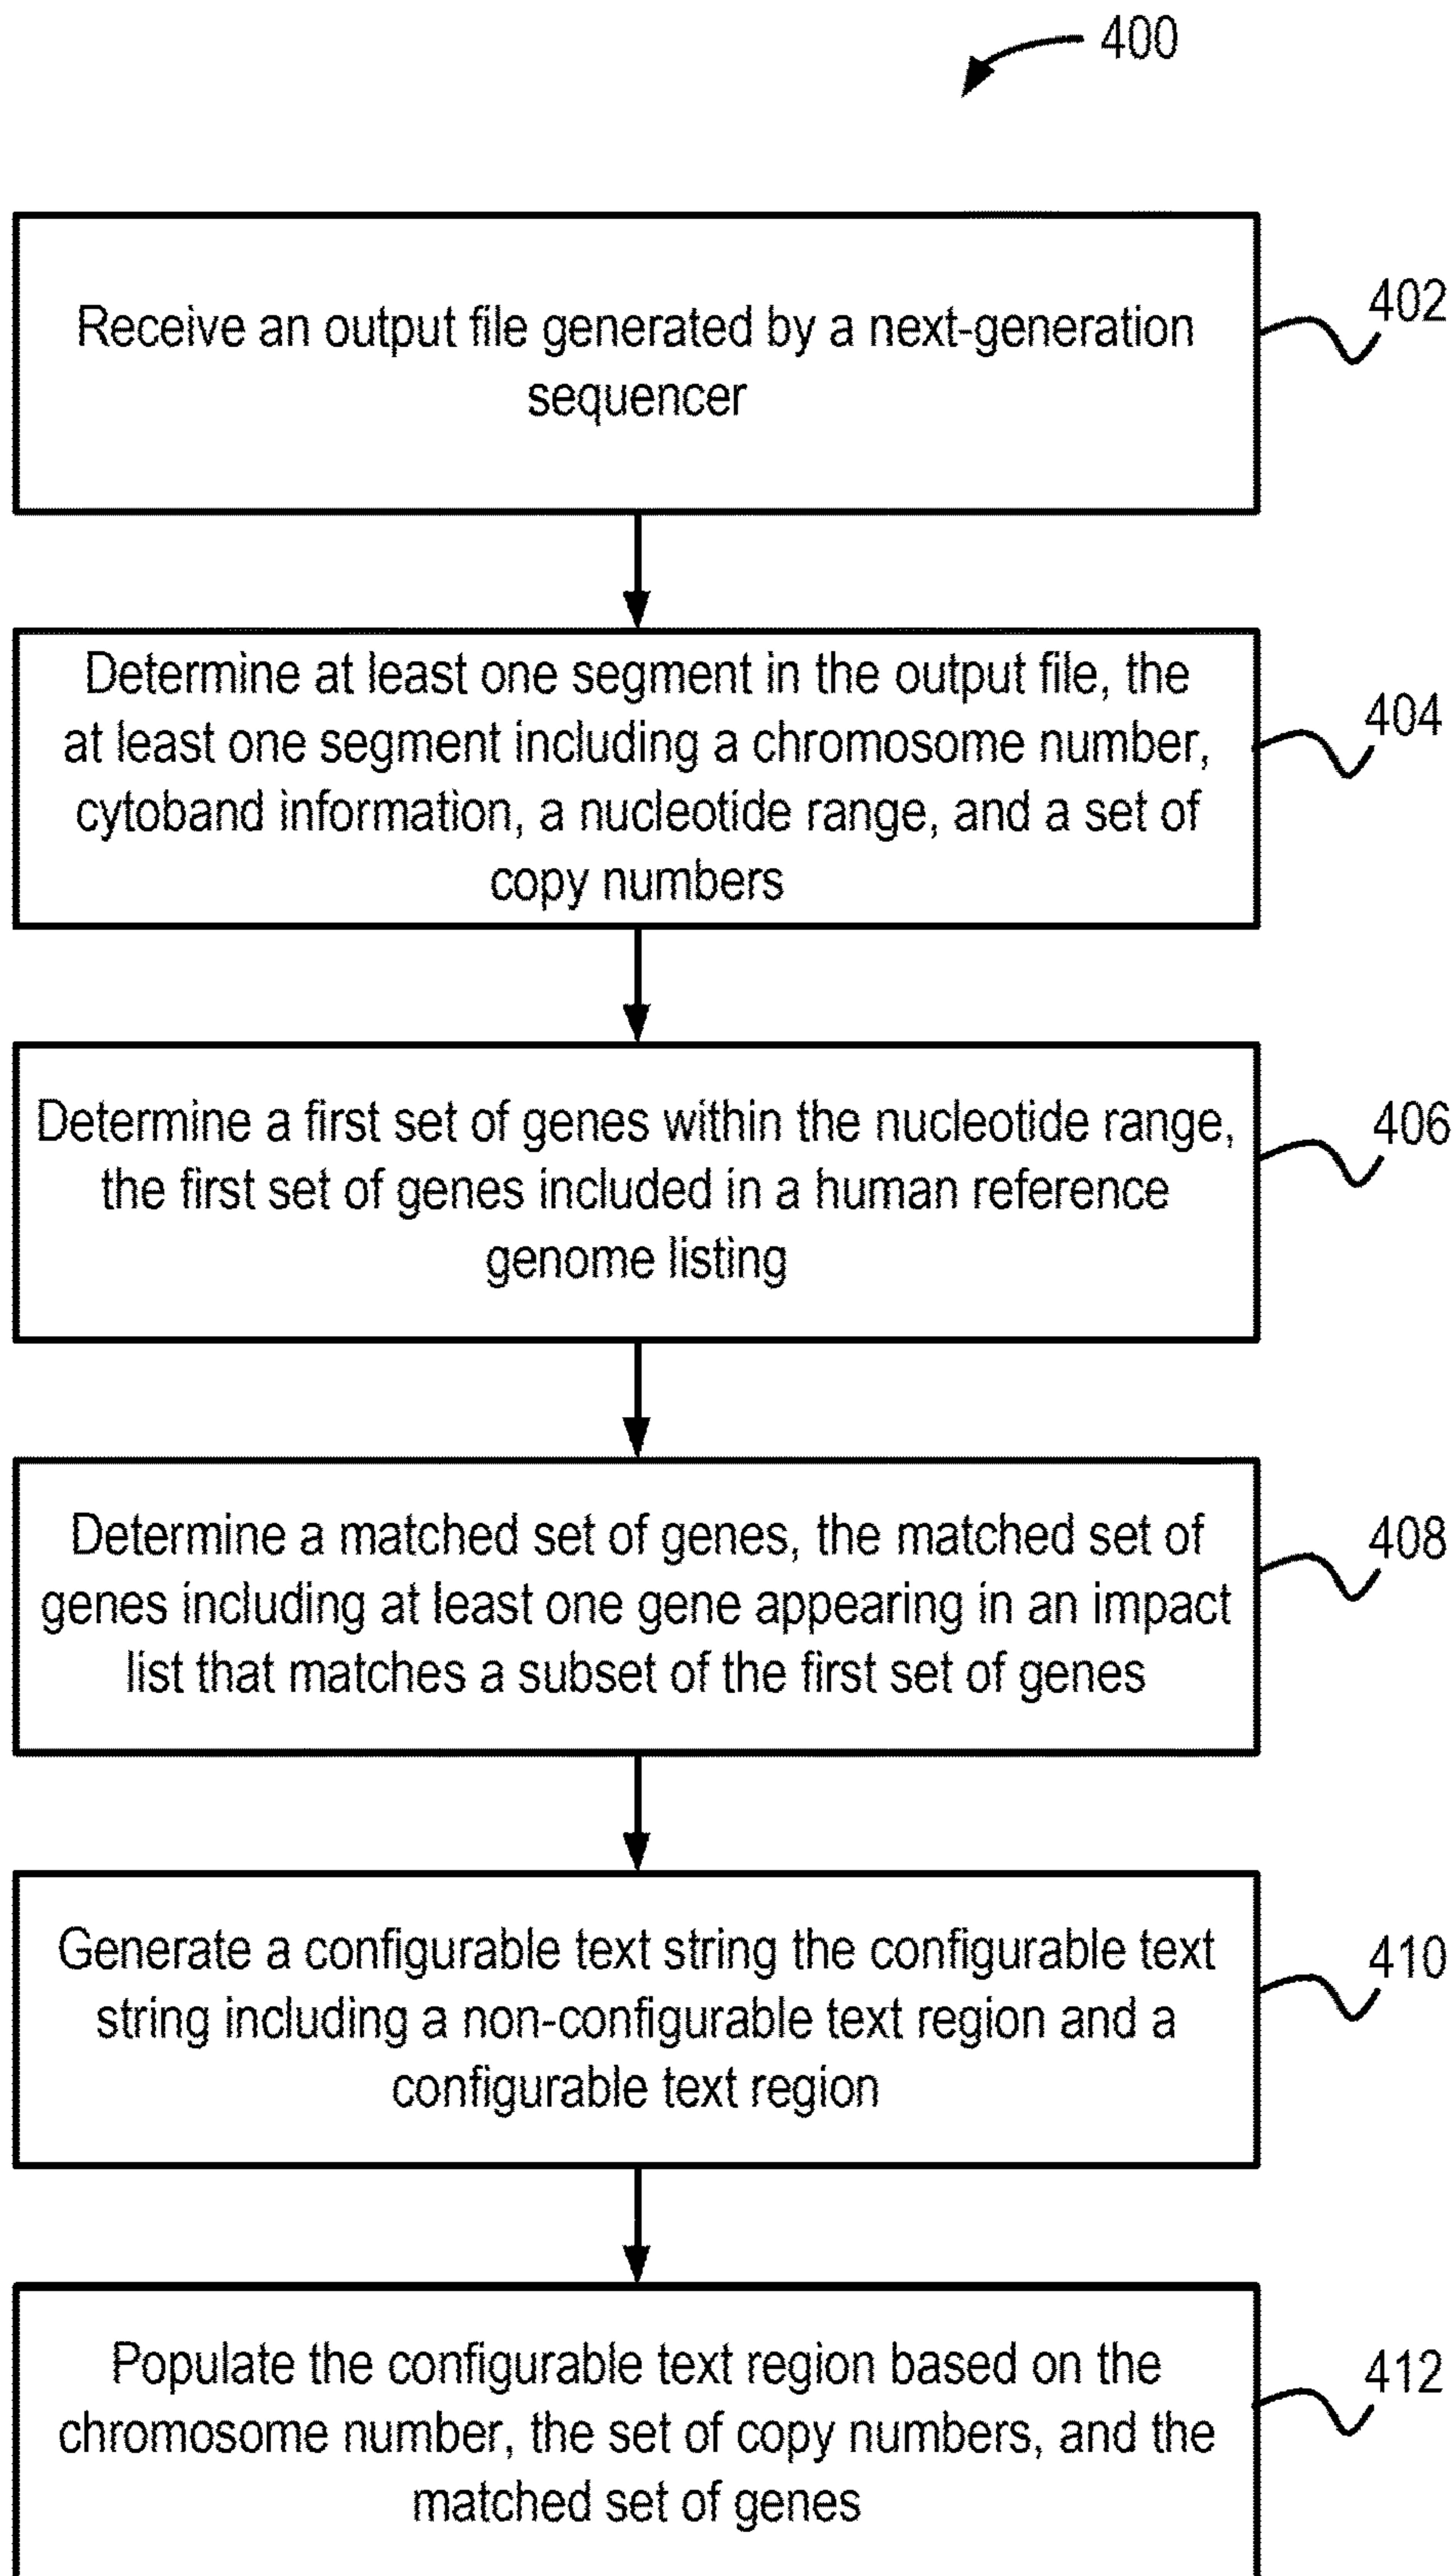 400
Receive an output file generated by a next-generation
sequencer
402
Determine at least one segment in the output file, the
at least one segment including a chromosome number,
cytoband information, a nucleotide range, and a set of
copy numbers
404
Determine a first set of genes within the nucleotide range,
the first set of genes included in a human reference
genome listing
406
Determine a matched set of genes, the matched set of
genes including at least one gene appearing in an impact
list that matches a subset of the first set of genes
408
Generate a configurable text string the configurable text
string including a non-configurable text region and a
configurable text region
410
Populate the configurable text region based on the
chromosome number, the set of copy numbers, and the
matched set of genes
412